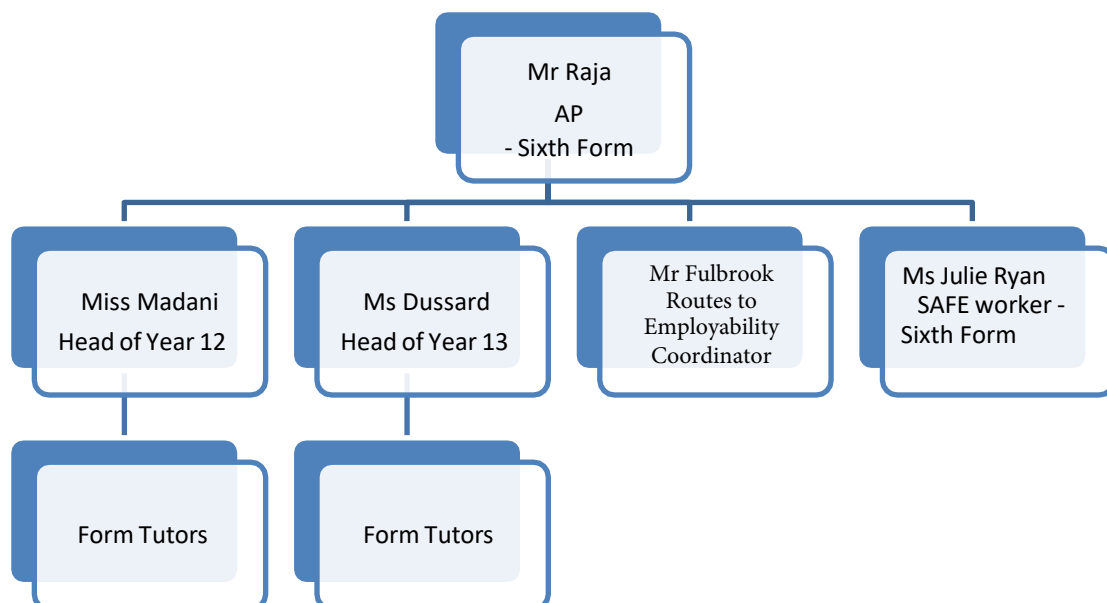 Mr Raja
AP
- Sixth Form
Miss Madani
Head of Year 12
Ms Dussard
Head of Year 13
Mr Fulbrook
Routes to
Employability
Coordinator
Ms Julie Ryan
SAFE worker -
Sixth Form
Form Tutors
Form Tutors